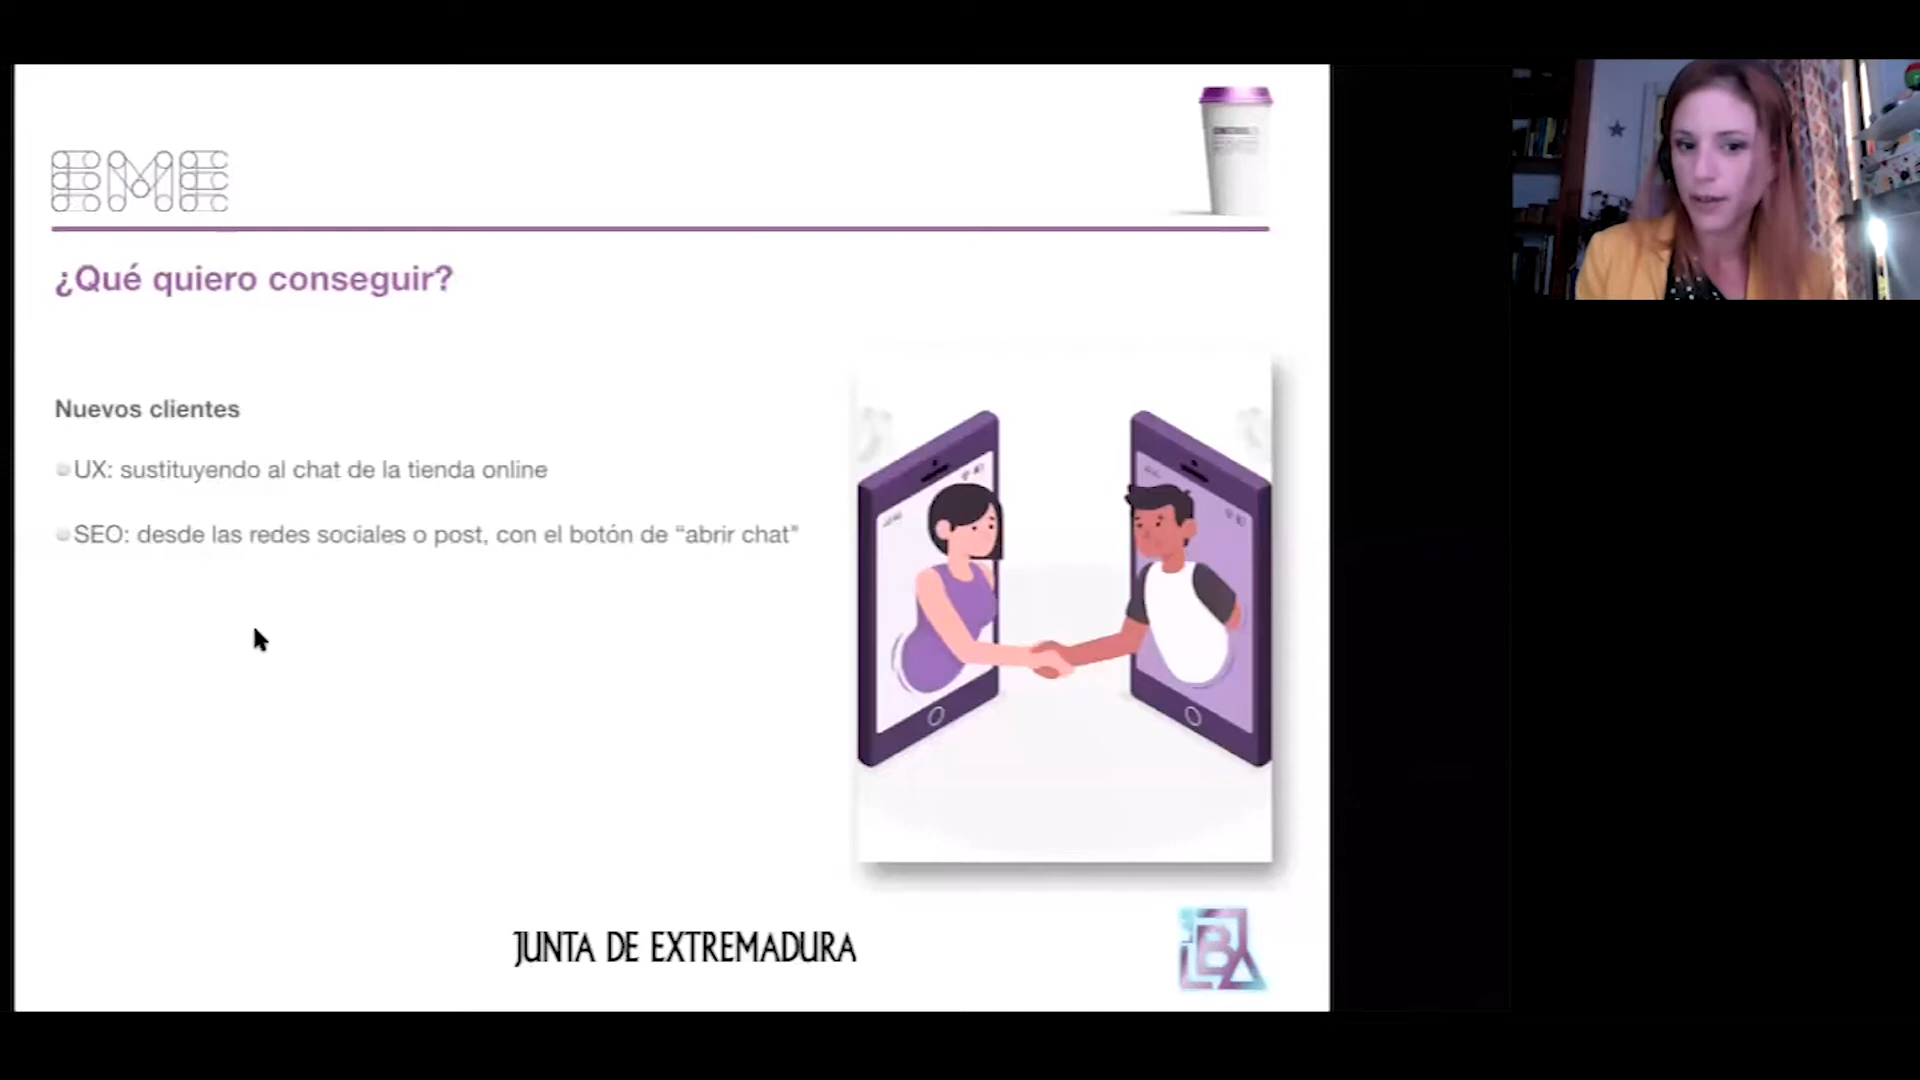 EME
¿Qué quiero conseguir?
Nuevos clientes
UX: sustituyendo al chat de la tienda online
SEO: desde las redes sociales o post, con el botón de “abrir chat”
JUNTA DE EXTREMADURA